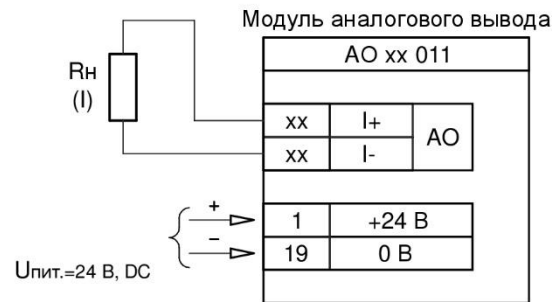 Модуль аналогового вывода
AO xx 011
Rн
(I)
xx I+
AO
xx I-
+
1 +24 В
–
19 0 В
Uпит.=24 В, DC